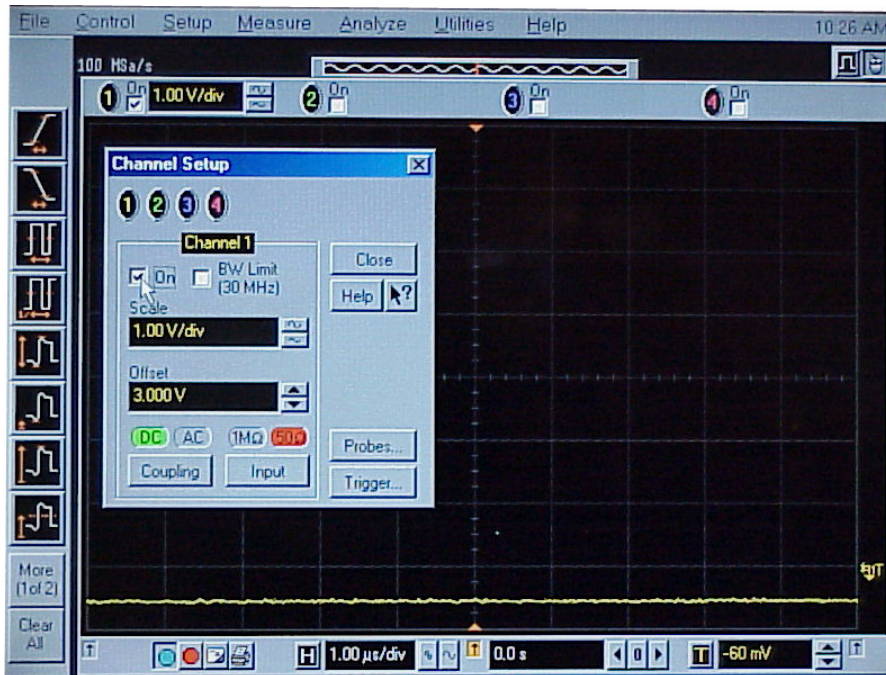 File Control Setup Measure Analyze Utilities Help 10:26 AM
100 MSa/s
1 On 1.00 V/div 2 On 3 On 4 On
Channel Setup
1 2 3 4
Channel 1
On BW Limit (30 MHz)
Close
Help ?
Scale
1.00 V/div
Offset
3.000 V
DC AC 1MΩ 50Ω
Coupling Input
Probes...
Trigger...
More
(1of 2)
Clear
All
H 1.00 µs/div T 0.0 s 0 T -60 mV